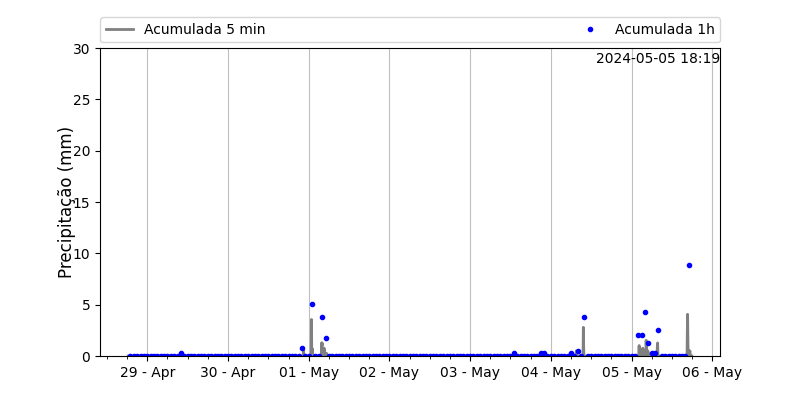 Acumulada 5 min
Acumulada 1h
2024-05-05 18:19
Precipitação (mm)
30
25
20
15
10
5
0
29 - Apr
30 - Apr
01 - May
02 - May
03 - May
04 - May
05 - May
06 - May